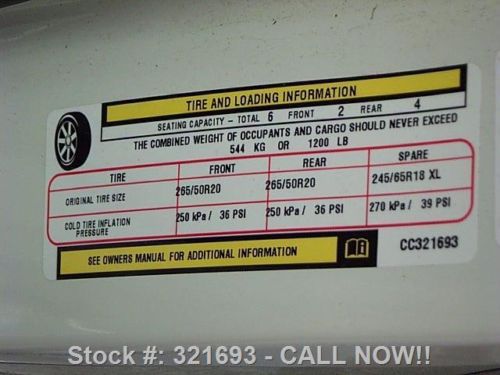 TIRE AND LOADING INFORMATION
SEATING CAPACITY - TOTAL 6 FRONT 2 REAR 4
THE COMBINED WEIGHT OF OCCUPANTS AND CARGO SHOULD NEVER EXCEED
544 KG OR 1200 LB
TIRE FRONT REAR SPARE
ORIGINAL TIRE SIZE 265/50R20 265/50R20 245/65R18 XL
COLD TIRE INFLATION PRESSURE 250 kPa / 36 PSI 250 kPa / 36 PSI 270 kPa / 39 PSI
SEE OWNERS MANUAL FOR ADDITIONAL INFORMATION
CC321693
Stock #: 321693 - CALL NOW!!